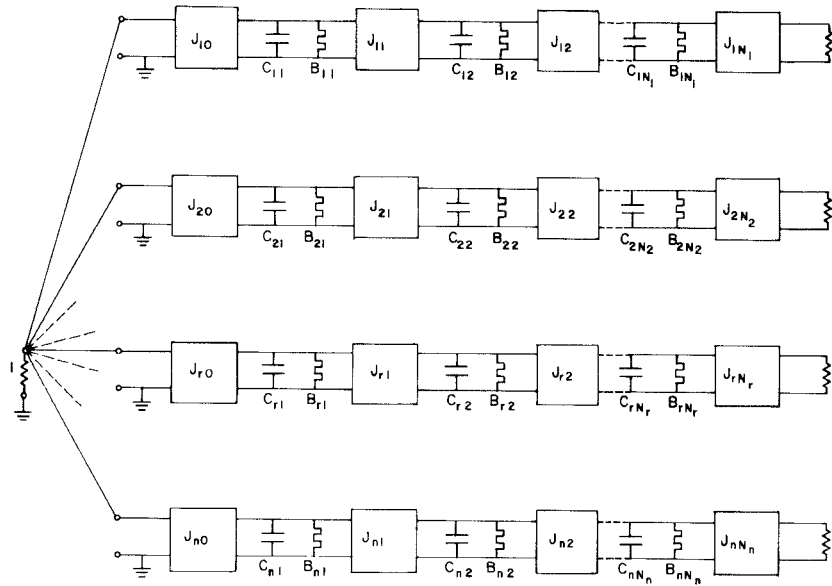 J10 J11 J12 J1N1
C11 B11 C12 B12 C1N1 B1N1
J20 J21 J22 J2N2
C21 B21 C22 B22 C2N2 B2N2
1
Jr0 Jr1 Jr2 JrNr
Cr1 Br1 Cr2 Br2 CrNr BrNr
Jn0 Jn1 Jn2 JnNn
Cn1 Bn1 Cn2 Bn2 CnNn BnNn